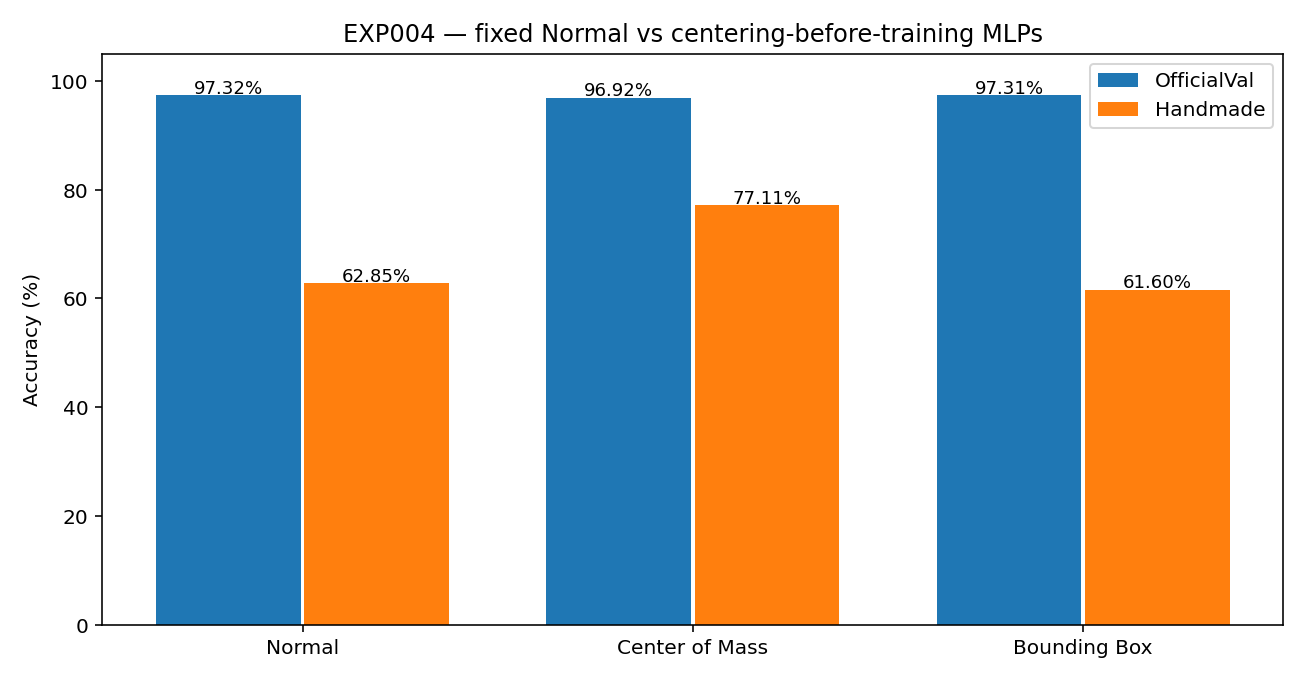 EXP004 — fixed Normal vs centering-before-training MLPs
OfficialVal
Handmade
97.32%
96.92%
97.31%
77.11%
62.85%
61.60%
Accuracy (%)
100
80
60
40
20
0
Normal
Center of Mass
Bounding Box